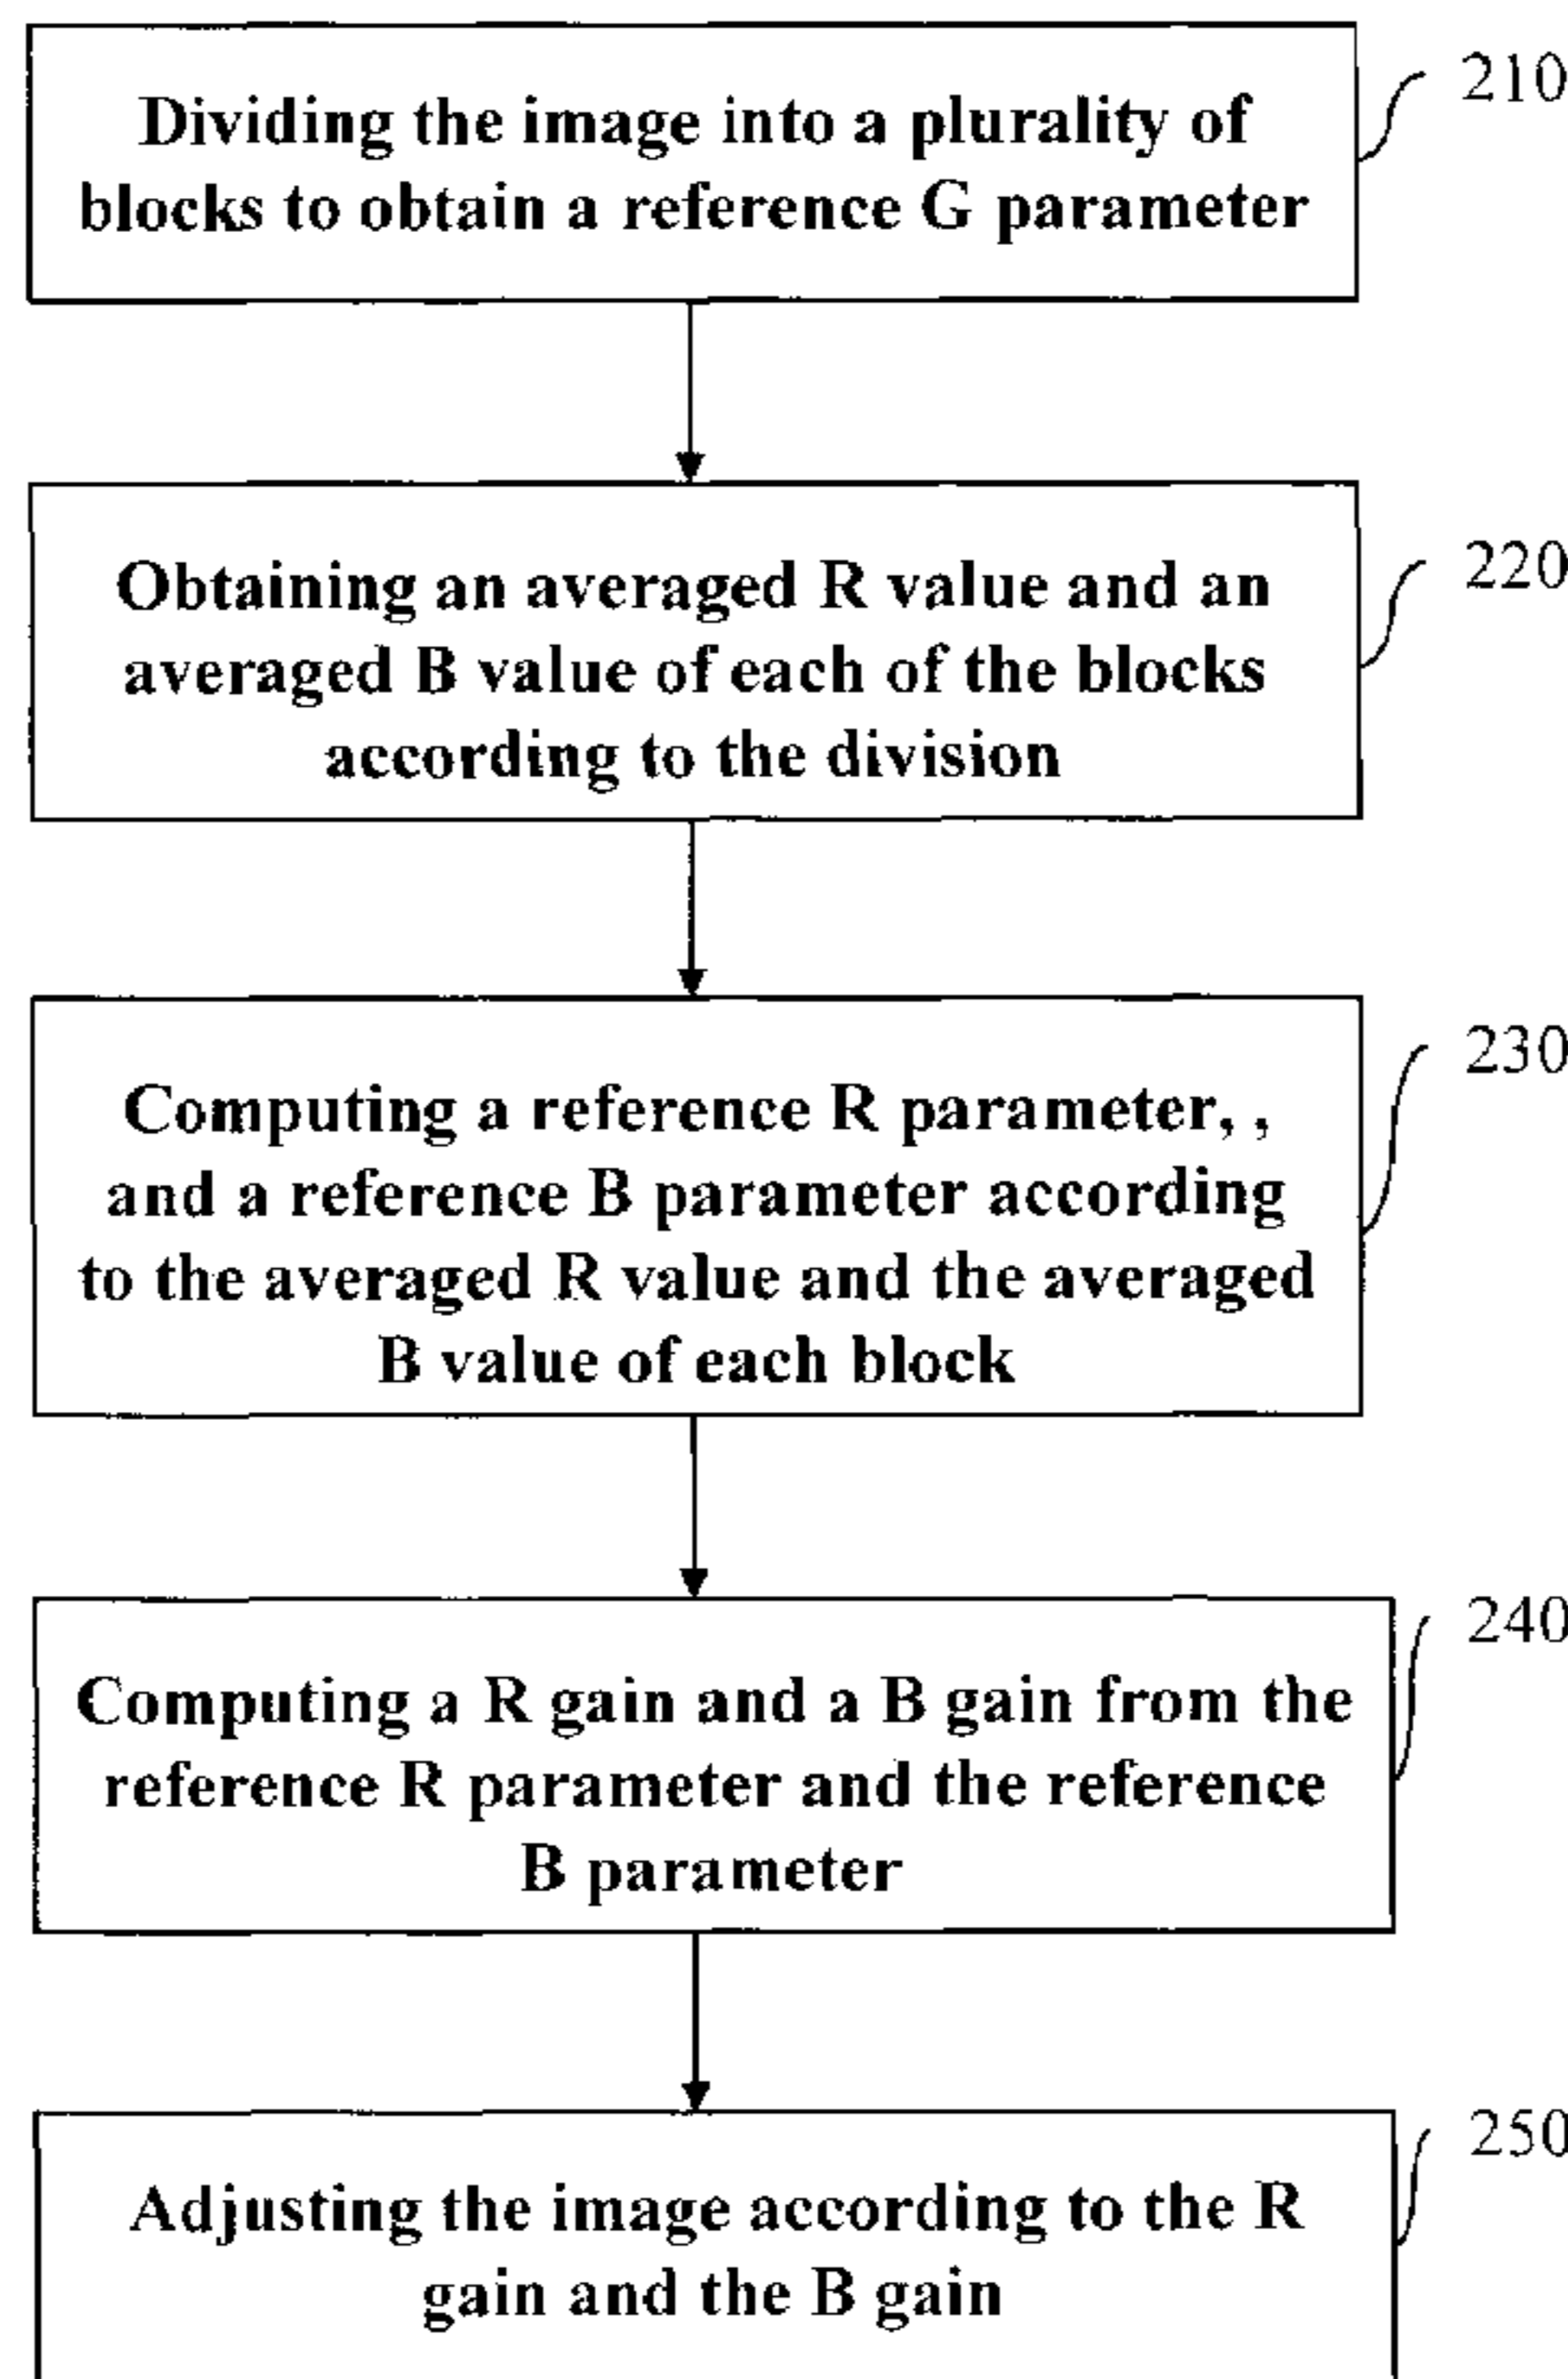 210
Dividing the image into a plurality of
blocks to obtain a reference G parameter
220
Obtaining an averaged R value and an
averaged B value of each of the blocks
according to the division
230
Computing a reference R parameter, ,
and a reference B parameter according
to the averaged R value and the averaged
B value of each block
240
Computing a R gain and a B gain from the
reference R parameter and the reference
B parameter
250
Adjusting the image according to the R
gain and the B gain